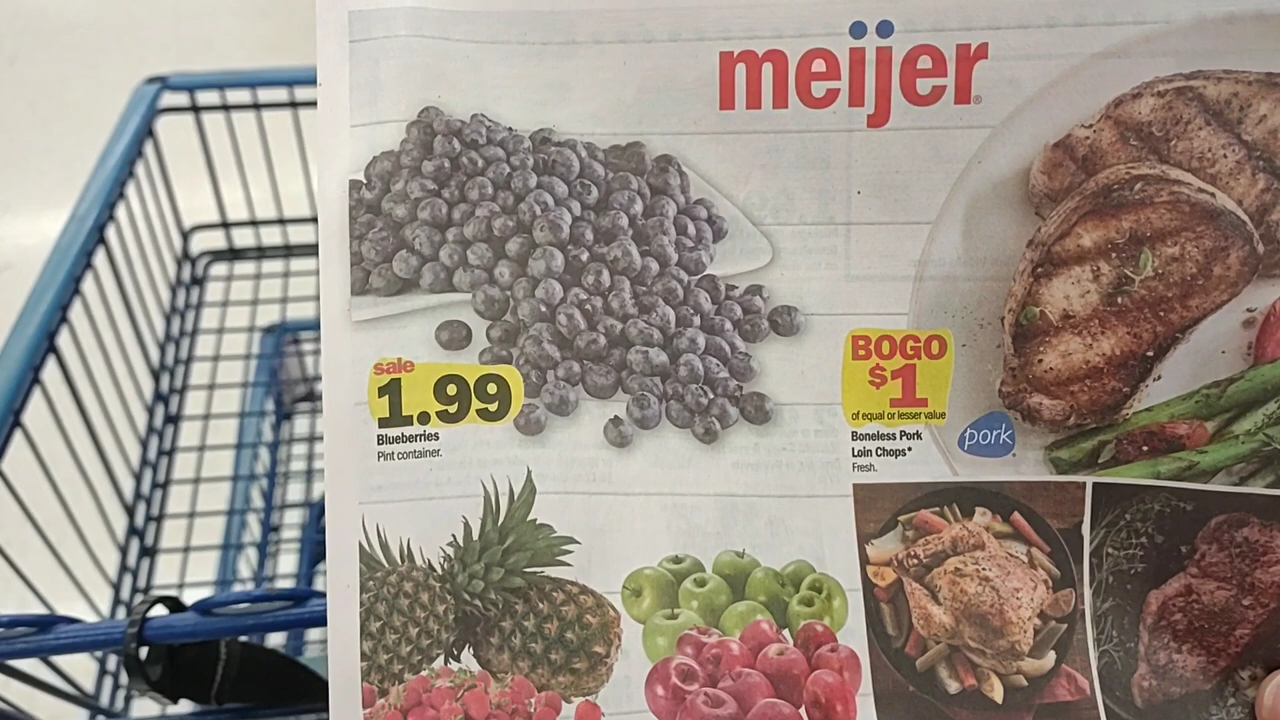 meijer
sale
1.99
Blueberries
Pint container.
BOGO
$1
of equal or lesser value
Boneless Pork
Loin Chops*
Fresh.
pork